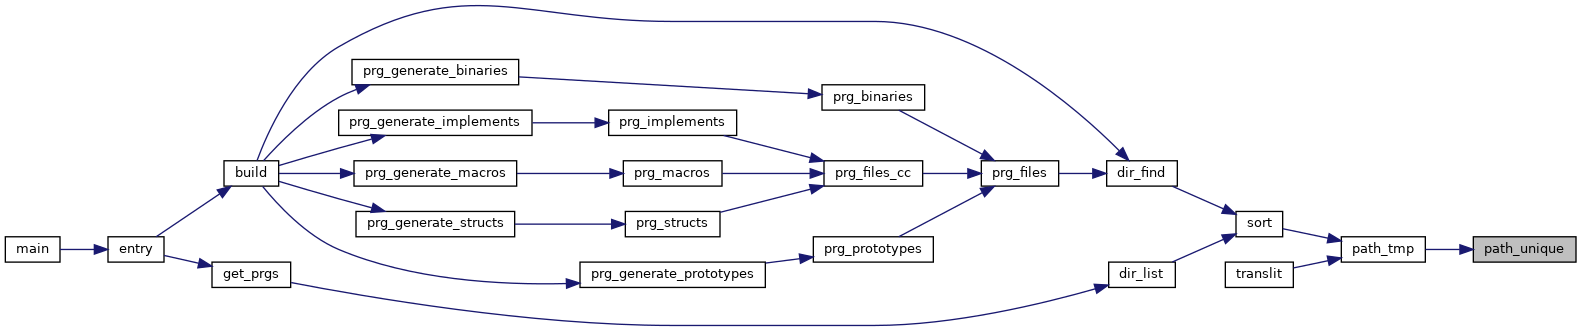 main
entry
build
get_prgs
prg_generate_binaries
prg_generate_implements
prg_generate_macros
prg_generate_structs
prg_generate_prototypes
prg_implements
prg_macros
prg_structs
prg_binaries
prg_files_cc
prg_prototypes
prg_files
dir_find
dir_list
sort
translit
path_tmp
path_unique